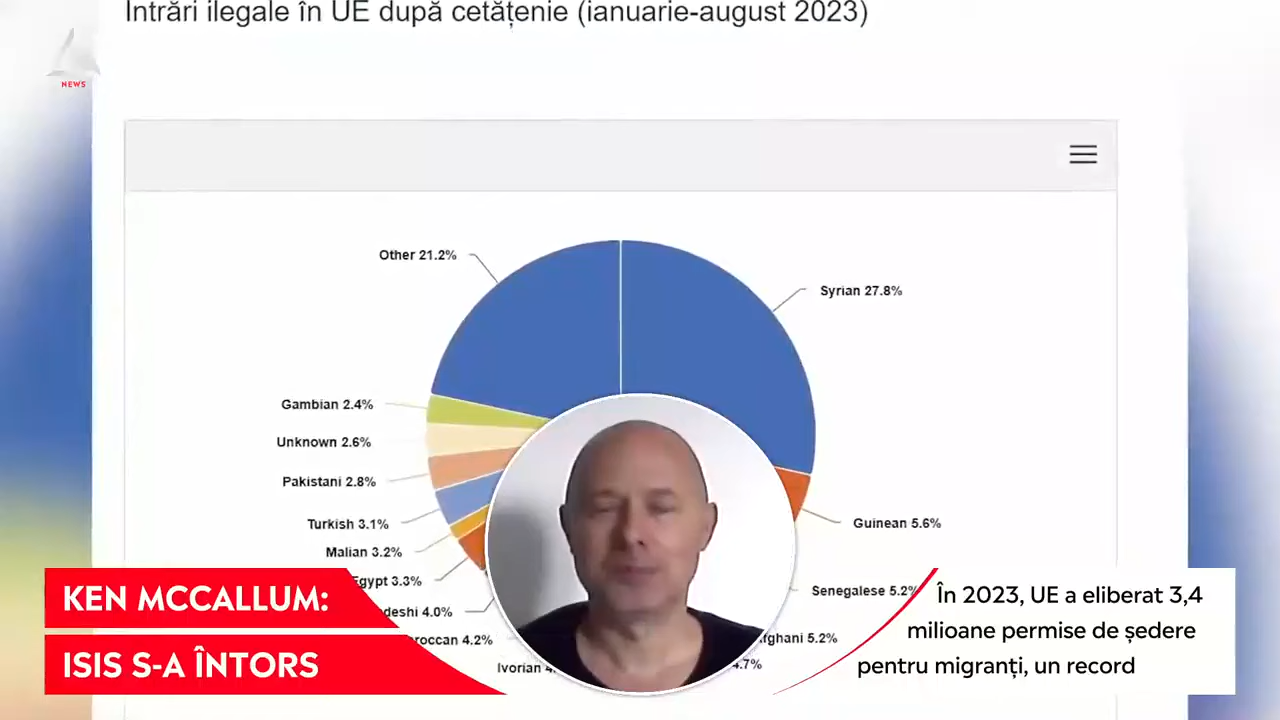 Intrări ilegale în UE după cetățenie (ianuarie-august 2023)
NEWS
Other 21.2%
Syrian 27.8%
Gambian 2.4%
Unknown 2.6%
Pakistani 2.8%
Turkish 3.1%
Guinean 5.6%
Malian 3.2%
Egypt 3.3%
Senegalese 5.2%
4.0%
4.2%
5.2%
Ivorian
4.7%
KEN MCCALLUM:
ISIS S-A ÎNTORS
În 2023, UE a eliberat 3,4
milioane permise de ședere
pentru migranți, un record